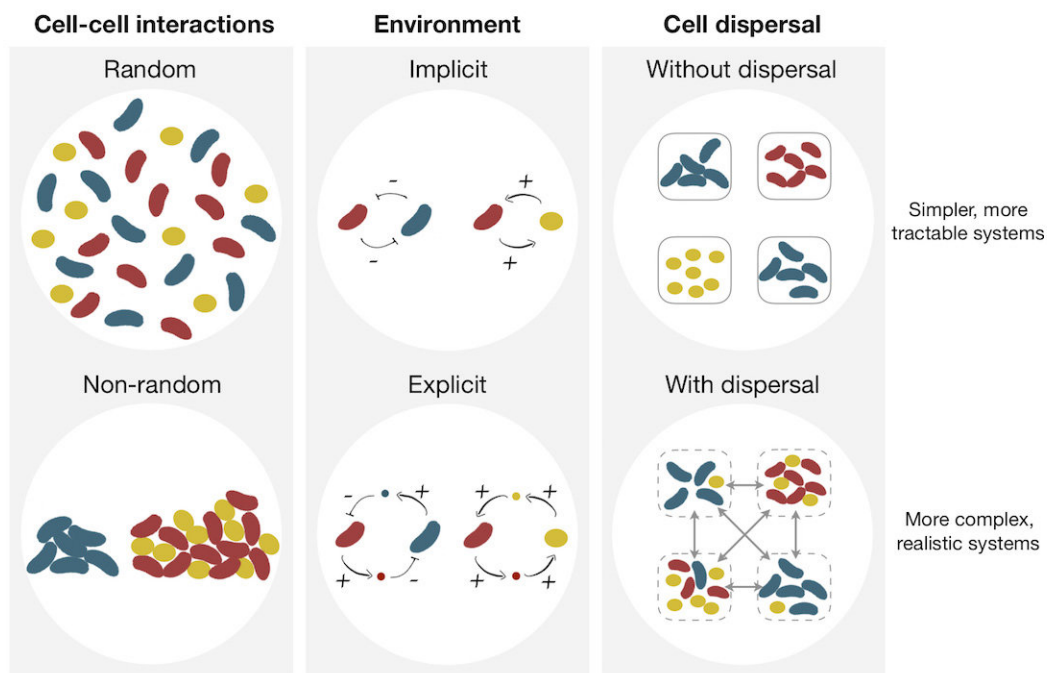 Cell-cell interactions
Environment
Cell dispersal
Random
Implicit
Without dispersal
-
+
-
+
Simpler, more
tractable systems
Non-random
Explicit
With dispersal
- + - +
+ - + +
More complex,
realistic systems